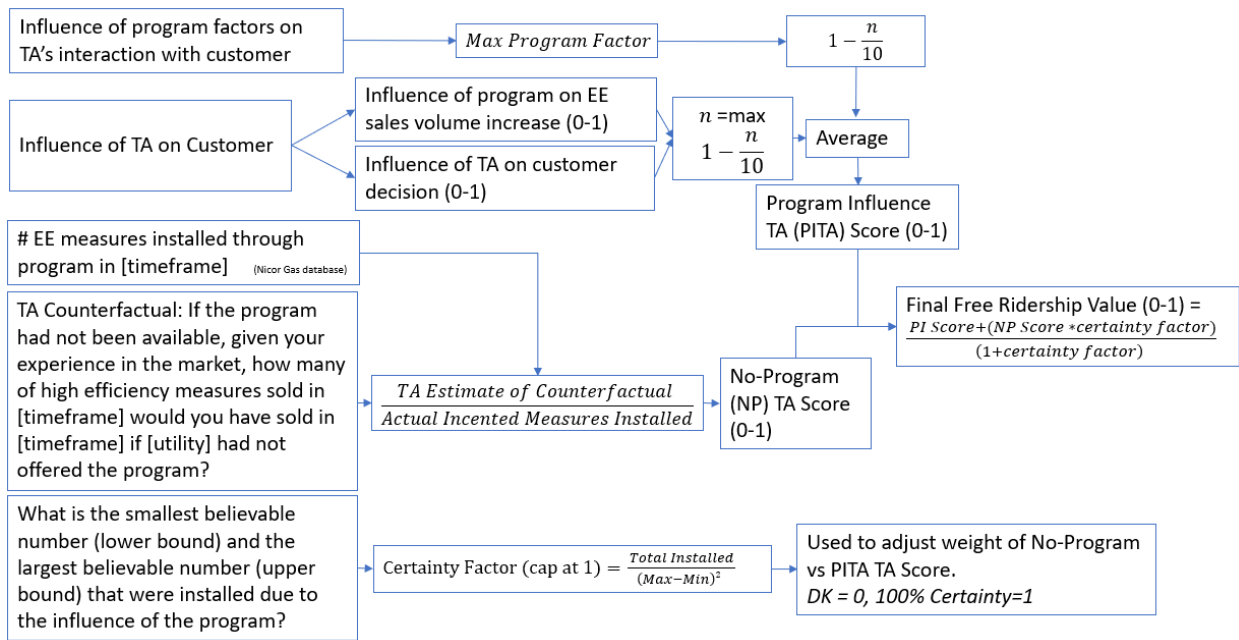 Influence of program factors on
TA's interaction with customer
Max Program Factor
1 − n/10
Influence of TA on Customer
Influence of program on EE
sales volume increase (0-1)
Influence of TA on customer
decision (0-1)
n =max
1 − n/10
Average
Program Influence
TA (PITA) Score (0-1)
# EE measures installed through
program in [timeframe] (Nicor Gas database)
TA Counterfactual: If the program
had not been available, given your
experience in the market, how many
of high efficiency measures sold in
[timeframe] would you have sold in
[timeframe] if [utility] had not
offered the program?
TA Estimate of Counterfactual
Actual Incented Measures Installed
No-Program
(NP) TA Score
(0-1)
Final Free Ridership Value (0-1) =
PI Score+(NP Score *certainty factor)
(1+certainty factor)
What is the smallest believable
number (lower bound) and the
largest believable number (upper
bound) that were installed due to
the influence of the program?
Certainty Factor (cap at 1) = Total Installed/(Max−Min)²
Used to adjust weight of No-Program
vs PITA TA Score.
DK = 0, 100% Certainty=1